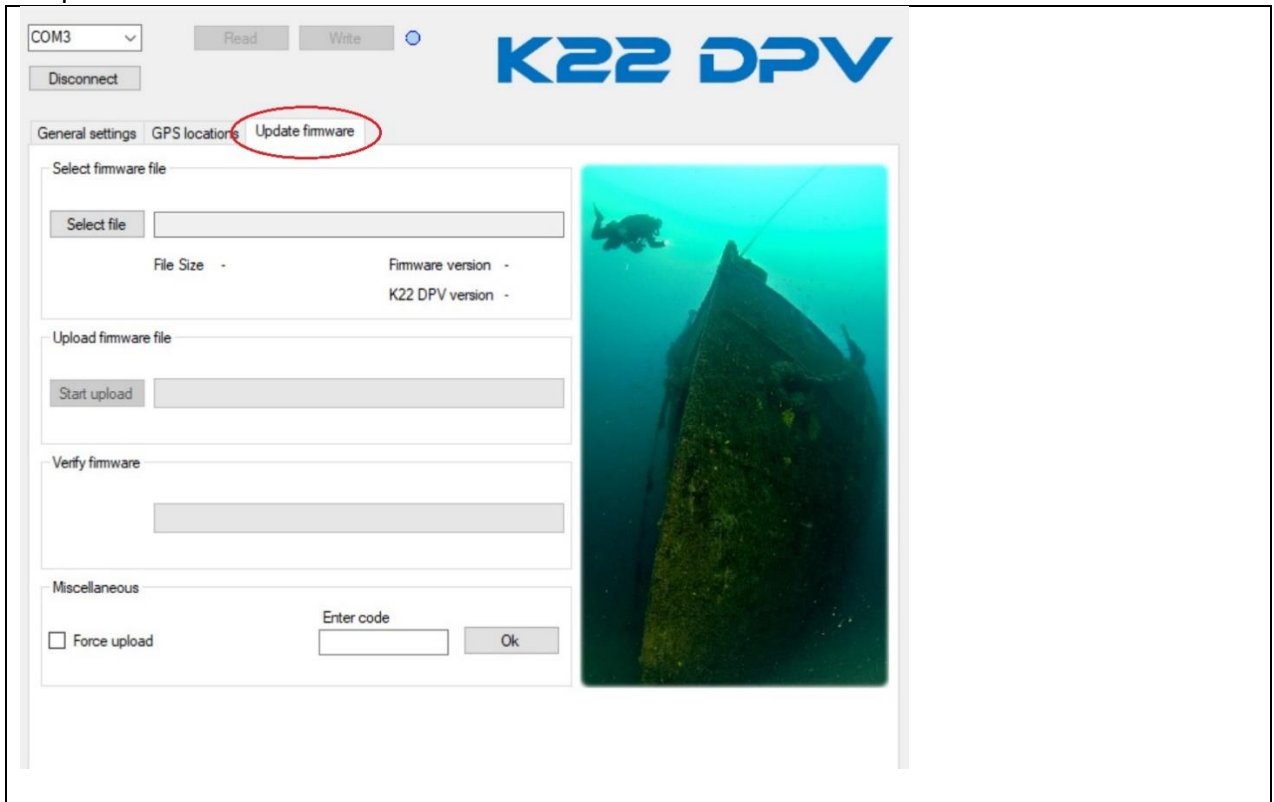 COM3
Read
Write
K22 DPV
Disconnect
General settings
GPS locations
Update firmware
Select firmware file
Select file
File Size -
Firmware version -
K22 DPV version -
Upload firmware file
Start upload
Verify firmware
Miscellaneous
Enter code
Force upload
Ok